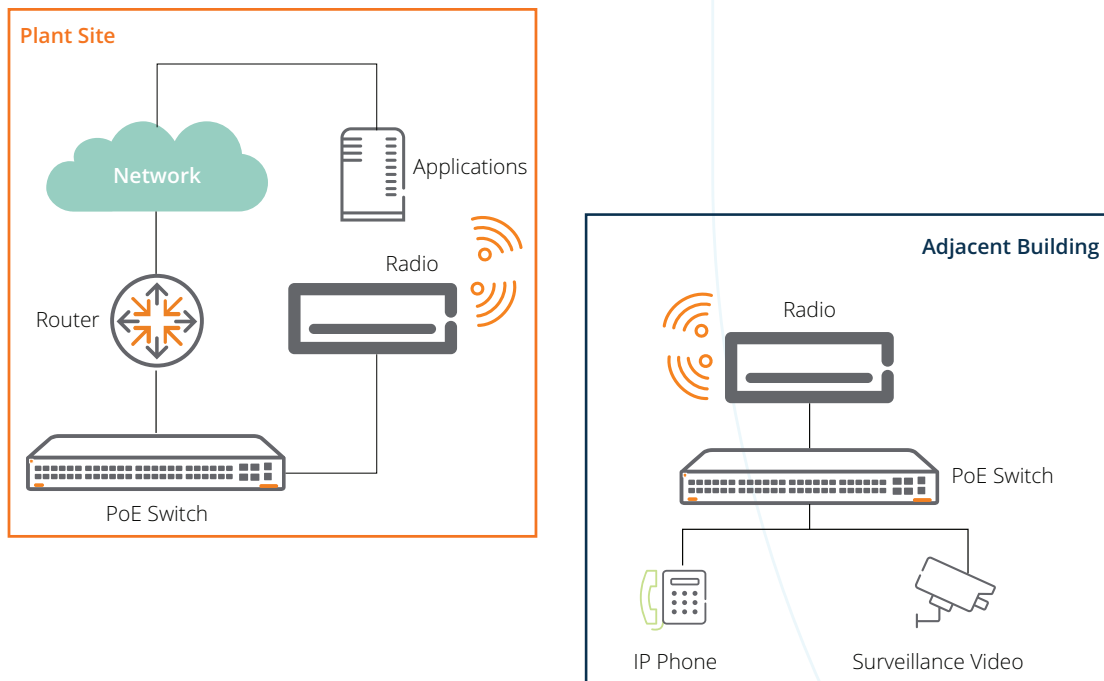 Plant Site
Network
Applications
Radio
Router
PoE Switch
Adjacent Building
Radio
PoE Switch
IP Phone
Surveillance Video